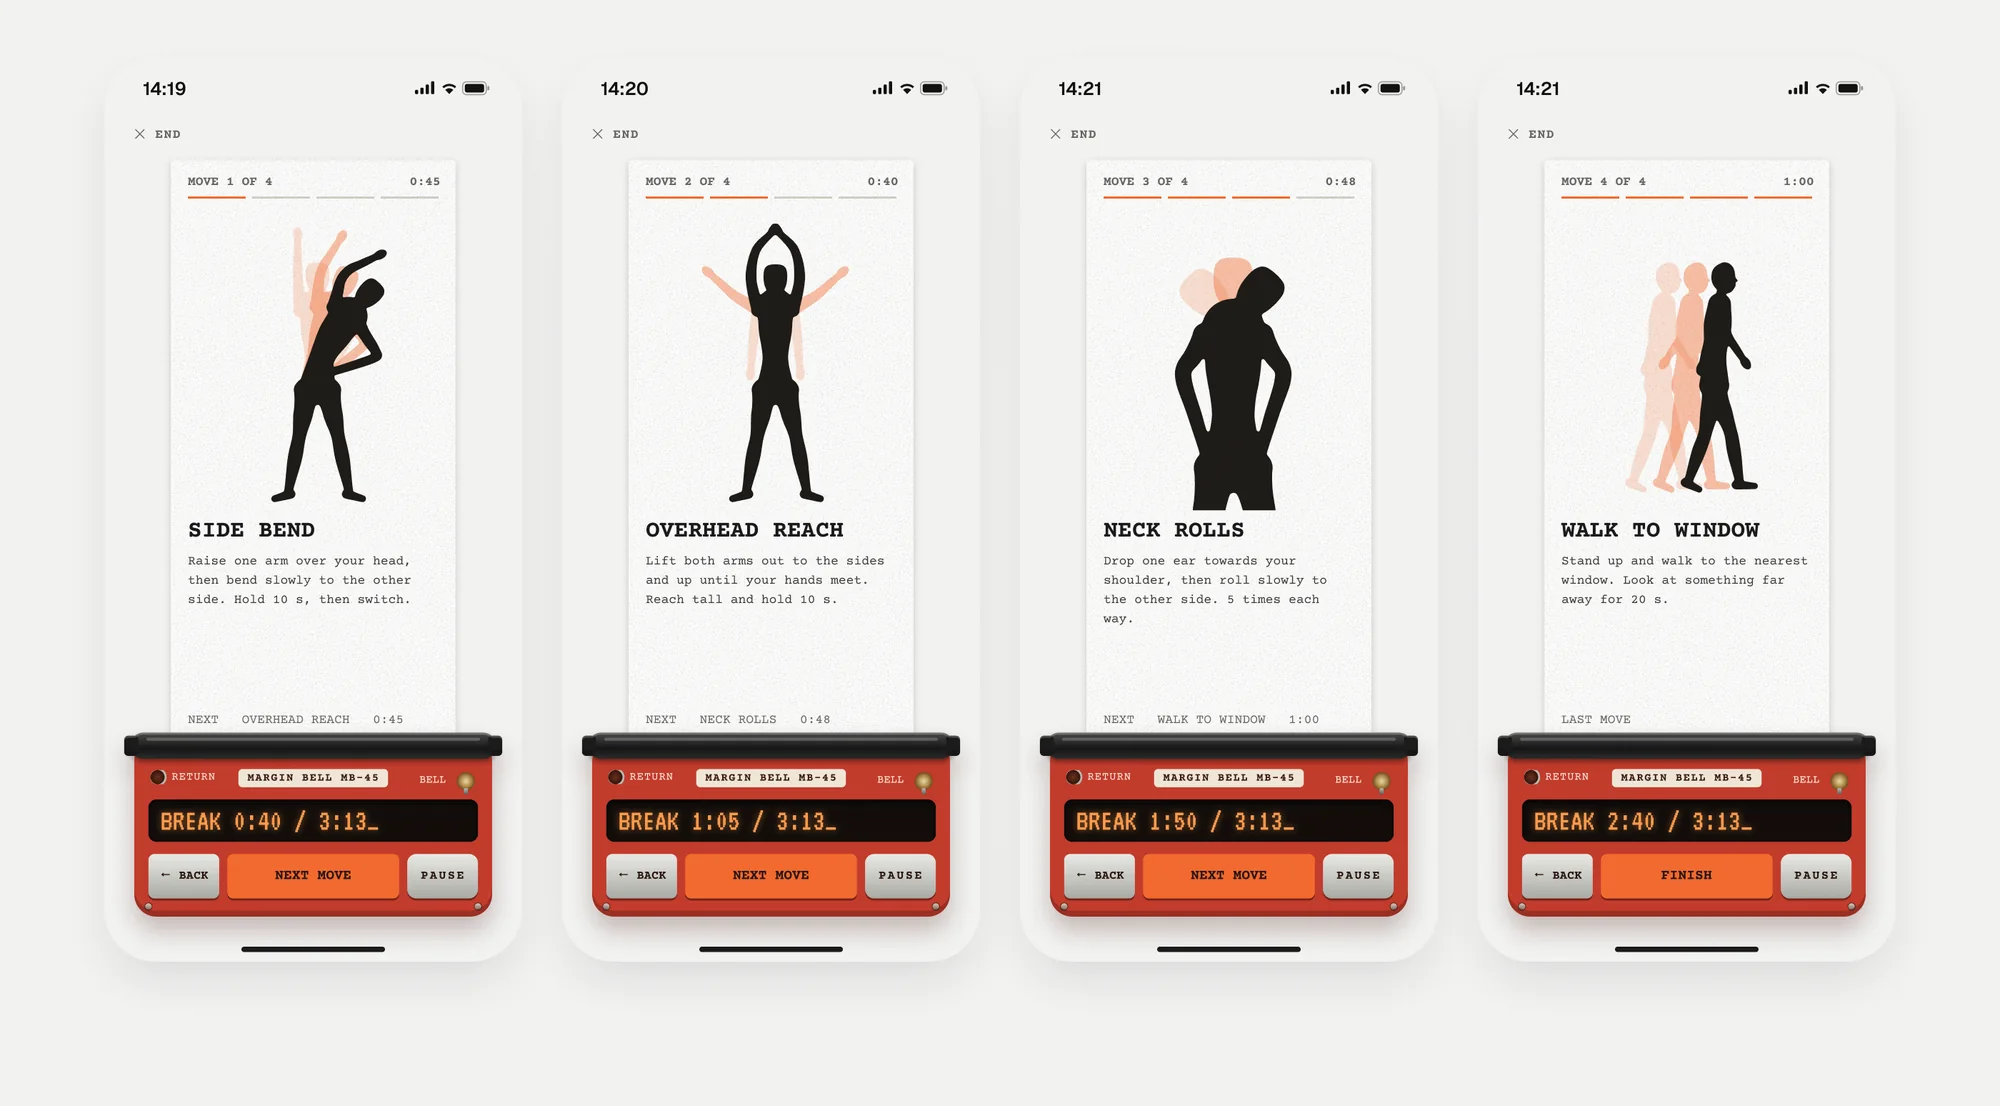 14:19
× END
MOVE 1 OF 4 0:45
SIDE BEND
Raise one arm over your head,
then bend slowly to the other
side. Hold 10 s, then switch.
NEXT OVERHEAD REACH 0:45
RETURN MARGIN BELL MB-45 BELL
BREAK 0:40 / 3:13_
← BACK NEXT MOVE PAUSE
14:20
× END
MOVE 2 OF 4 0:40
OVERHEAD REACH
Lift both arms out to the sides
and up until your hands meet.
Reach tall and hold 10 s.
NEXT NECK ROLLS 0:48
RETURN MARGIN BELL MB-45 BELL
BREAK 1:05 / 3:13_
← BACK NEXT MOVE PAUSE
14:21
× END
MOVE 3 OF 4 0:48
NECK ROLLS
Drop one ear towards your
shoulder, then roll slowly to
the other side. 5 times each
way.
NEXT WALK TO WINDOW 1:00
RETURN MARGIN BELL MB-45 BELL
BREAK 1:50 / 3:13_
← BACK NEXT MOVE PAUSE
14:21
× END
MOVE 4 OF 4 1:00
WALK TO WINDOW
Stand up and walk to the nearest
window. Look at something far
away for 20 s.
LAST MOVE
RETURN MARGIN BELL MB-45 BELL
BREAK 2:40 / 3:13_
← BACK FINISH PAUSE